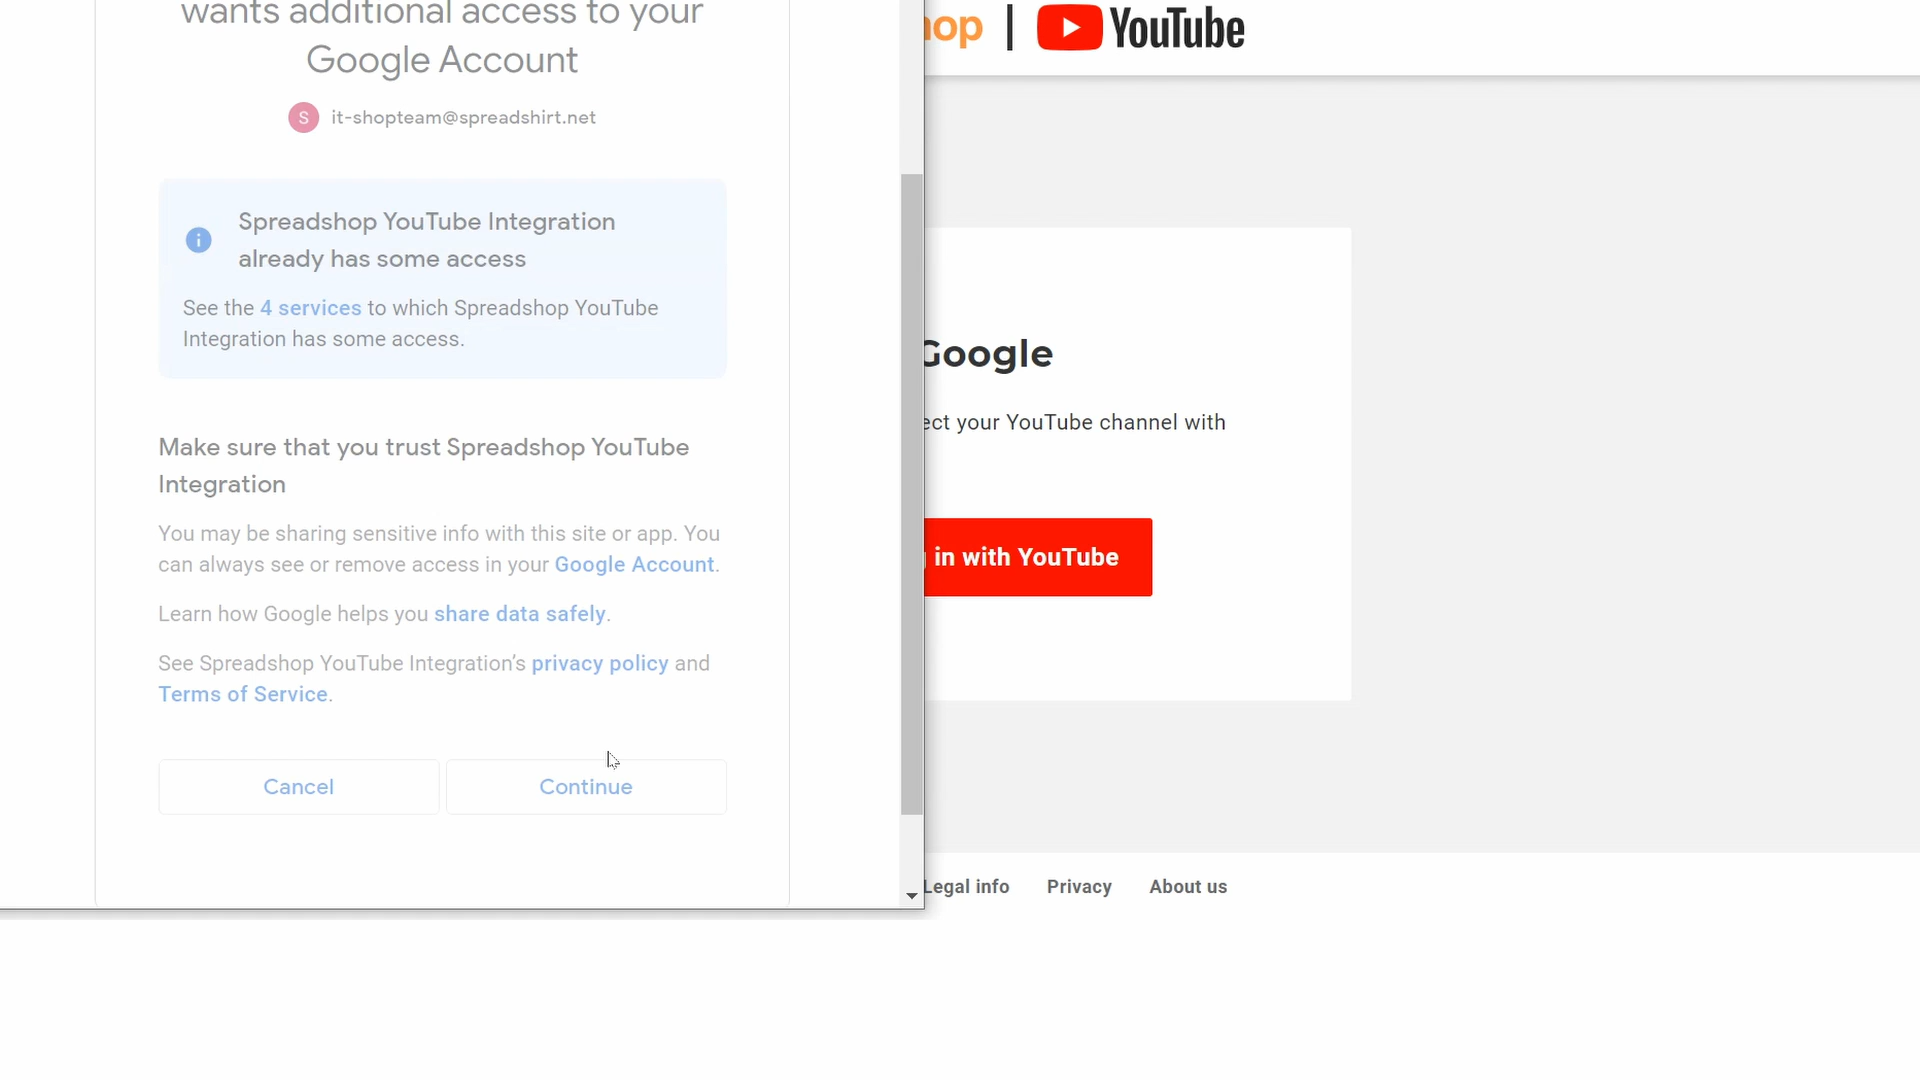 wants additional access to your
Google Account
S it-shopteam@spreadshirt.net
Spreadshop YouTube Integration
already has some access
See the 4 services to which Spreadshop YouTube
Integration has some access.
Make sure that you trust Spreadshop YouTube
Integration
You may be sharing sensitive info with this site or app. You
can always see or remove access in your Google Account.
Learn how Google helps you share data safely.
See Spreadshop YouTube Integration's privacy policy and
Terms of Service.
Cancel
Continue
YouTube
Google
your YouTube channel with
in with YouTube
Legal info
Privacy
About us